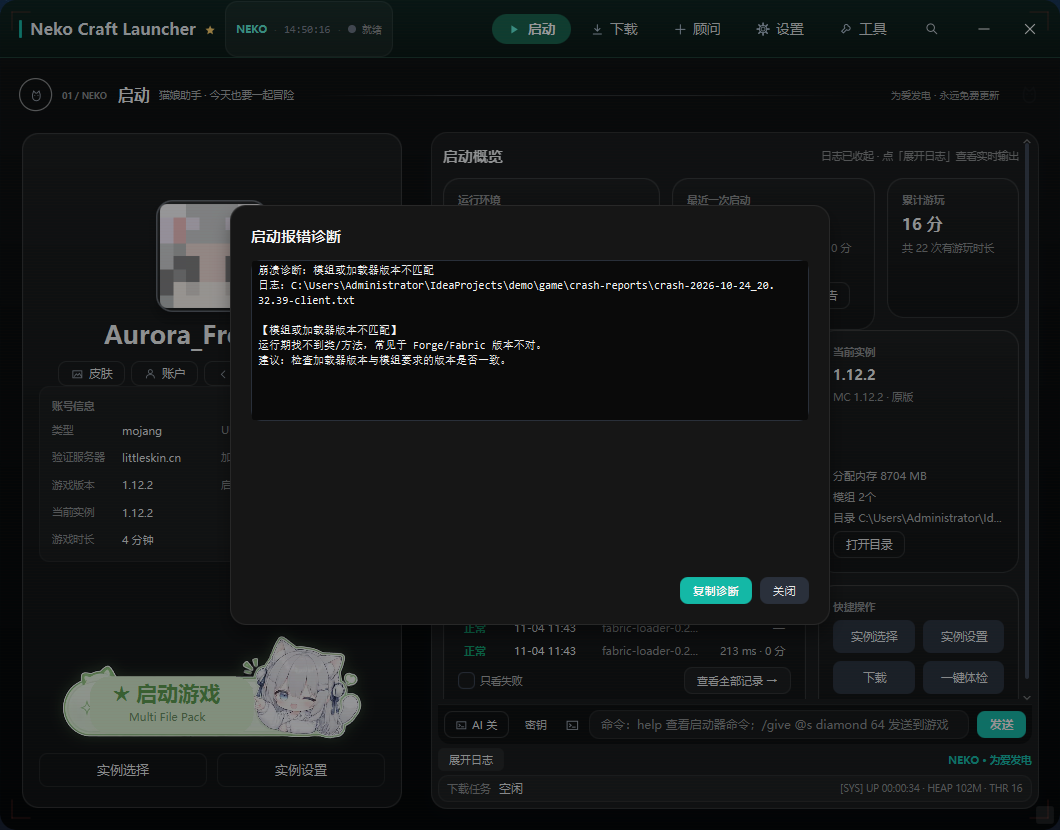 Neko Craft Launcher ★
NEKO 14:50:16 就绪
启动
下载
顾问
设置
工具
01 / NEKO 启动 猫娘助手 · 今天也要一起冒险
为爱发电 · 永远免费更新
Aurora_Fr
皮肤
账户
账号信息
类型 mojang U
验证服务器 littleskin.cn 加
游戏版本 1.12.2 启
当前实例 1.12.2
游戏时长 4 分钟
★ 启动游戏
Multi File Pack
实例选择
实例设置
启动概览
日志已收起 · 点「展开日志」查看实时输出
运行环境
最近一次启动
0 分
告
累计游玩
16 分
共 22 次有游玩时长
启动报错诊断
崩溃诊断：模组或加载器版本不匹配
日志：C:\Users\Administrator\IdeaProjects\demo\game\crash-reports\crash-2026-10-24_20.
32.39-client.txt
【模组或加载器版本不匹配】
运行期找不到类/方法，常见于 Forge/Fabric 版本不对。
建议：检查加载器版本与模组要求的版本是否一致。
复制诊断
关闭
当前实例
1.12.2
MC 1.12.2 · 原版
分配内存 8704 MB
模组 2个
目录 C:\Users\Administrator\Id...
打开目录
正常 11-04 11:43 fabric-loader-0.2... —
正常 11-04 11:43 fabric-loader-0.2... 213 ms · 0 分
只看失败
查看全部记录 →
快捷操作
实例选择
实例设置
下载
一键体检
AI 关
密钥
命令：help 查看启动器命令；/give @s diamond 64 发送到游戏
发送
展开日志
NEKO • 为爱发电
下载任务 空闲
[SYS] UP 00:00:34 · HEAP 102M · THR 16